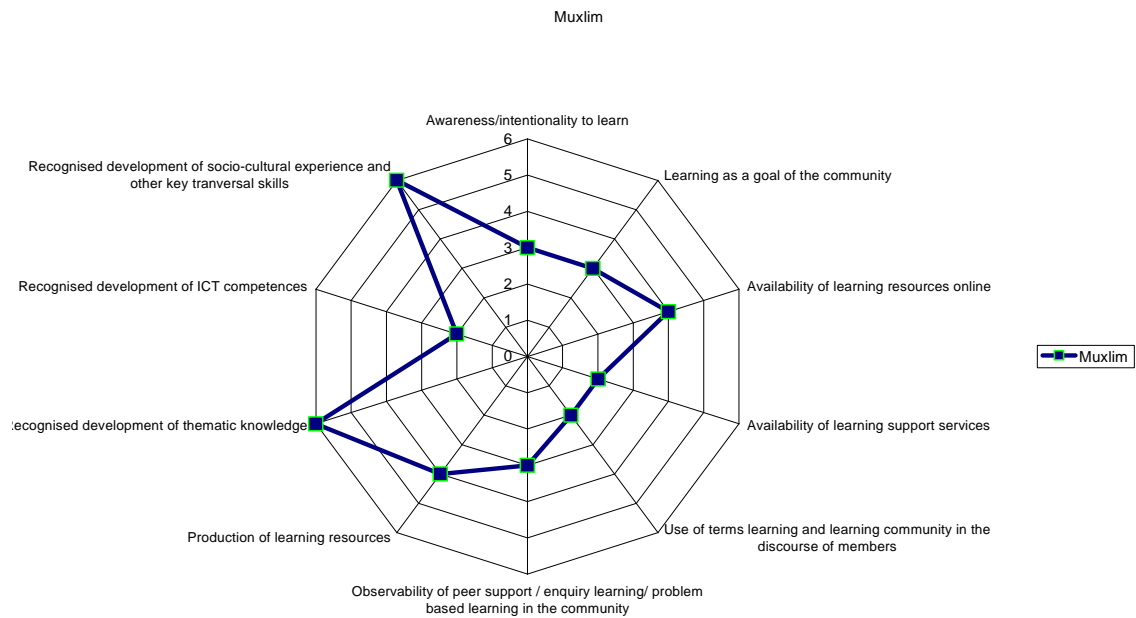 Muxlim
Awareness/intentionality to learn
Recognised development of socio-cultural experience and
other key tranversal skills
Learning as a goal of the community
Recognised development of ICT competences
Availability of learning resources online
ecognised development of thematic knowledge
Availability of learning support services
Production of learning resources
Use of terms learning and learning community in the
discourse of members
Observability of peer support / enquiry learning/ problem
based learning in the community
6
5
4
3
2
1
0
Muxlim